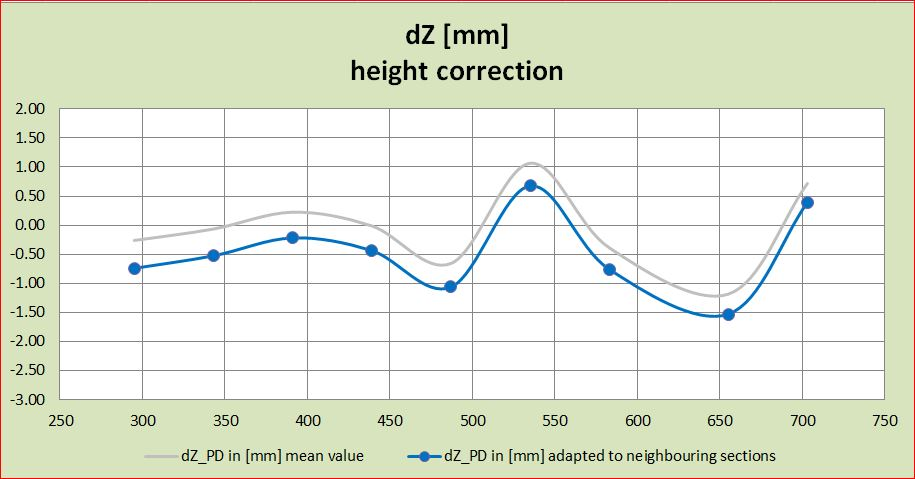 dZ [mm]
height correction
2.00
1.50
1.00
0.50
0.00
-0.50
-1.00
-1.50
-2.00
-2.50
-3.00
250 300 350 400 450 500 550 600 650 700 750
dZ_PD in [mm] mean value dZ_PD in [mm] adapted to neighbouring sections